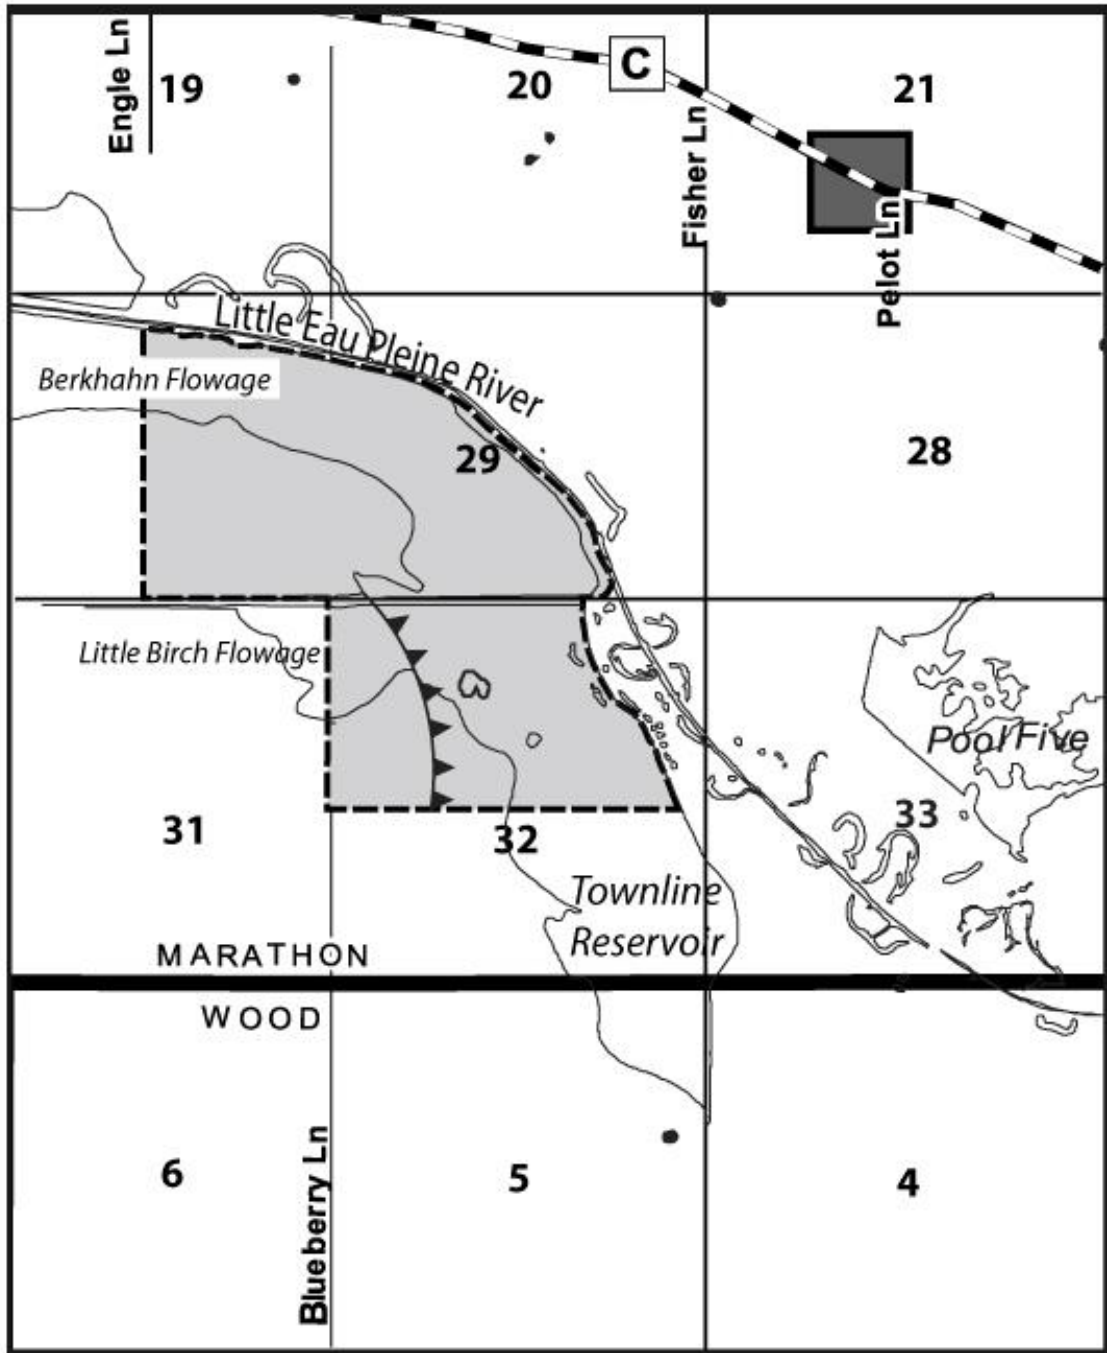 Engle Ln
19
20
C
21
Fisher Ln
Pelot Ln
Little Eau Pleine River
Berkhahn Flowage
29
28
Little Birch Flowage
Pool Five
31
32
33
Townline
Reservoir
MARATHON
WOOD
Blueberry Ln
6
5
4